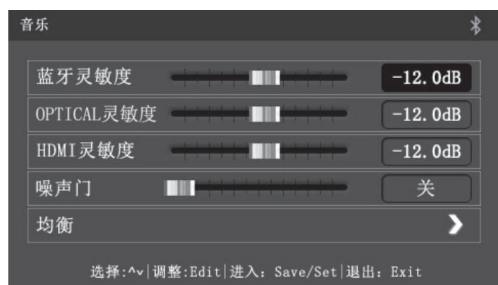 音乐
蓝牙灵敏度 -12.0dB
OPTICAL灵敏度 -12.0dB
HDMI灵敏度 -12.0dB
噪声门 关
均衡
选择:^v|调整:Edit|进入: Save/Set|退出: Exit